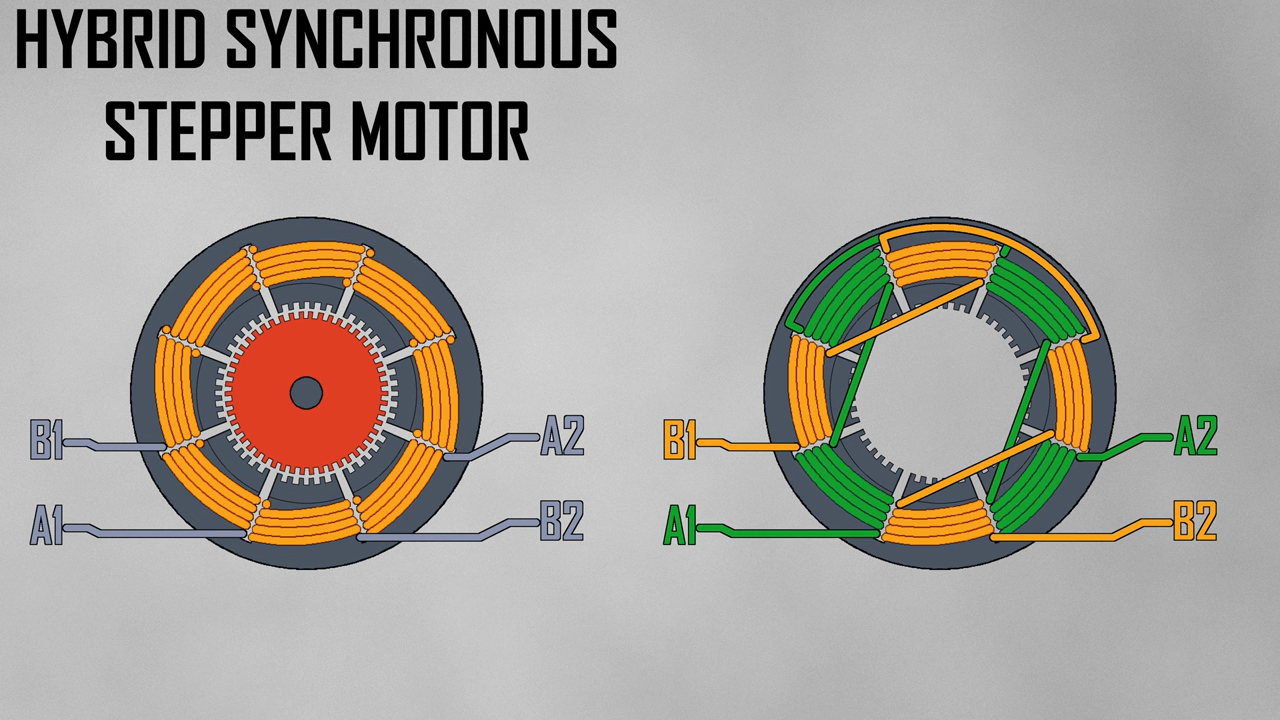 HYBRID SYNCHRONOUS
STEPPER MOTOR
B1
A2
A1
B2
B1
A2
A1
B2